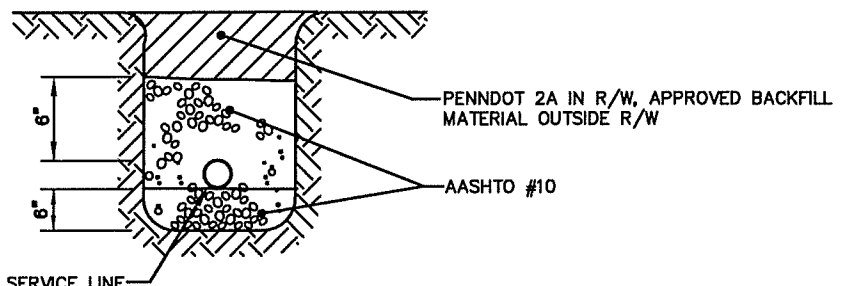 PENNDOT 2A IN R/W, APPROVED BACKFILL
MATERIAL OUTSIDE R/W
6"
AASHTO #10
6"
SERVICE LINE